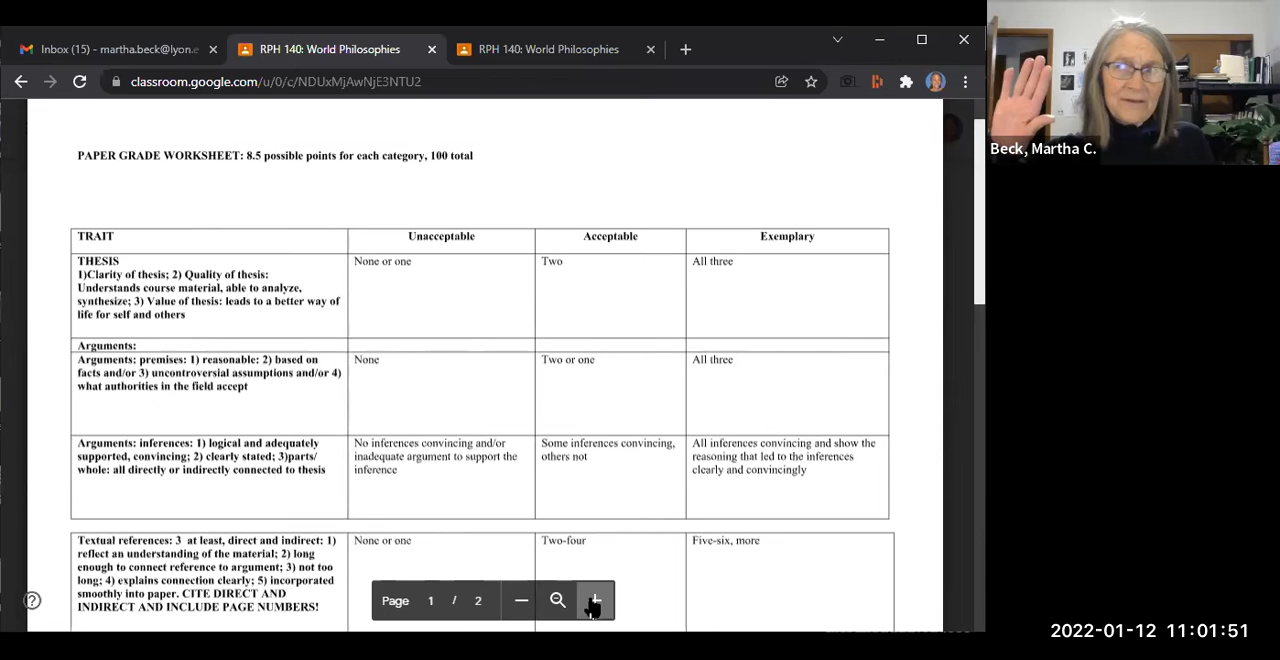 Inbox (15) - martha.beck@lyon.e
RPH 140: World Philosophies
RPH 140: World Philosophies
classroom.google.com/u/0/c/NDUxMjAwNjE3NTU2
Beck, Martha C.
PAPER GRADE WORKSHEET: 8.5 possible points for each category, 100 total
TRAIT Unacceptable Acceptable Exemplary
THESIS
1)Clarity of thesis; 2) Quality of thesis:
Understands course material, able to analyze,
synthesize; 3) Value of thesis: leads to a better way of
life for self and others
None or one
Two
All three
Arguments:
Arguments: premises: 1) reasonable: 2) based on
facts and/or 3) uncontroversial assumptions and/or 4)
what authorities in the field accept
None
Two or one
All three
Arguments: inferences: 1) logical and adequately
supported, convincing; 2) clearly stated; 3)parts/
whole: all directly or indirectly connected to thesis
No inferences convincing and/or
inadequate argument to support the
inference
Some inferences convincing,
others not
All inferences convincing and show the
reasoning that led to the inferences
clearly and convincingly
Textual references: 3 at least, direct and indirect: 1)
reflect an understanding of the material; 2) long
enough to connect reference to argument; 3) not too
long; 4) explains connection clearly; 5) incorporated
smoothly into paper. CITE DIRECT AND
INDIRECT AND INCLUDE PAGE NUMBERS!
None or one
Two-four
Five-six, more
Page 1 / 2
2022-01-12 11:01:51